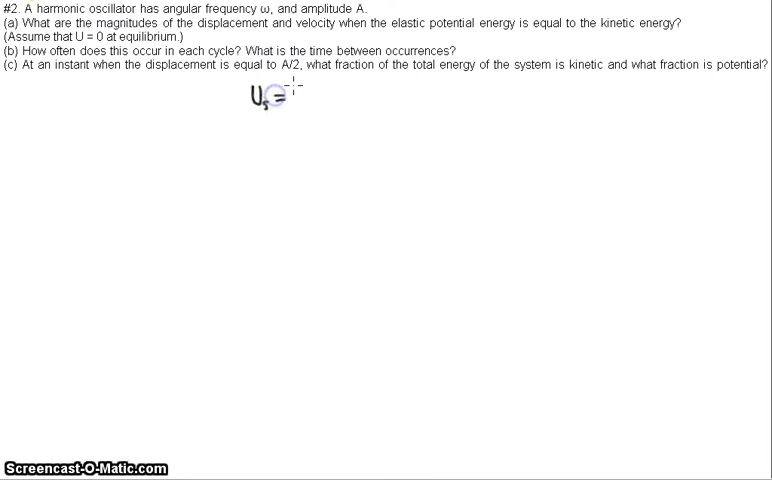 #2. A harmonic oscillator has angular frequency ω, and amplitude A.
(a) What are the magnitudes of the displacement and velocity when the elastic potential energy is equal to the kinetic energy?
(Assume that U = 0 at equilibrium.)
(b) How often does this occur in each cycle? What is the time between occurrences?
(c) At an instant when the displacement is equal to A/2, what fraction of the total energy of the system is kinetic and what fraction is potential?
Us =
Screencast-O-Matic.com